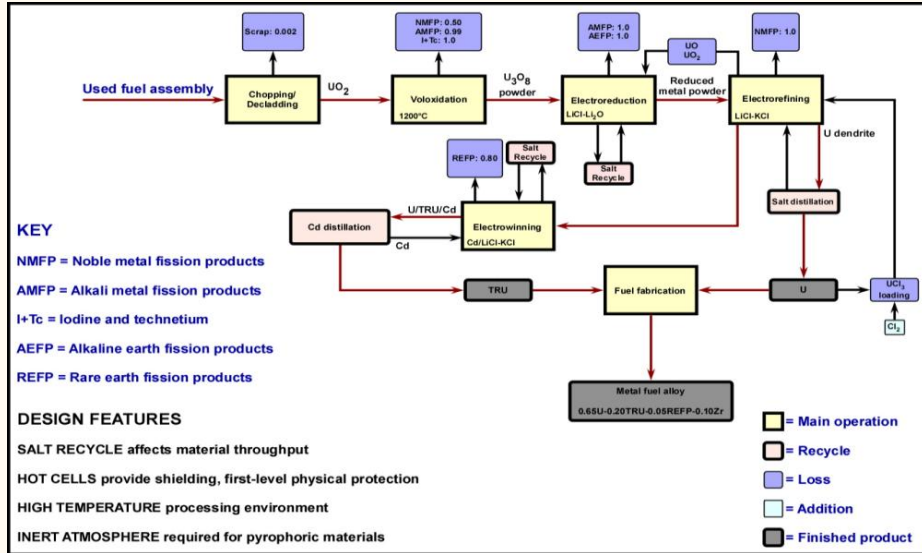 Scrap: 0.002
NMFP: 0.50
AMFP: 0.99
I+Tc: 1.0
AMFP: 1.0
AEFP: 1.0
UO
UO₂
NMFP: 1.0
Used fuel assembly
Chopping/
Decladding
UO₂
Voloxidation
1200°C
U₃O₈
powder
Electroreduction
LiCl-Li₂O
Reduced
metal powder
Electrorefining
LiCl-KCl
U dendrite
Salt
Recycle
Salt
Recycle
REFP: 0.80
Salt distillation
U/TRU/Cd
Cd distillation
Cd
Electrowinning
Cd/LiCl-KCl
TRU
Fuel fabrication
U
UCl₃
loading
Cl₂
Metal fuel alloy
0.65U-0.20TRU-0.05REFP-0.10Zr
KEY
NMFP = Noble metal fission products
AMFP = Alkali metal fission products
I+Tc = Iodine and technetium
AEFP = Alkaline earth fission products
REFP = Rare earth fission products
DESIGN FEATURES
SALT RECYCLE affects material throughput
HOT CELLS provide shielding, first-level physical protection
HIGH TEMPERATURE processing environment
INERT ATMOSPHERE required for pyrophoric materials
= Main operation
= Recycle
= Loss
= Addition
= Finished product